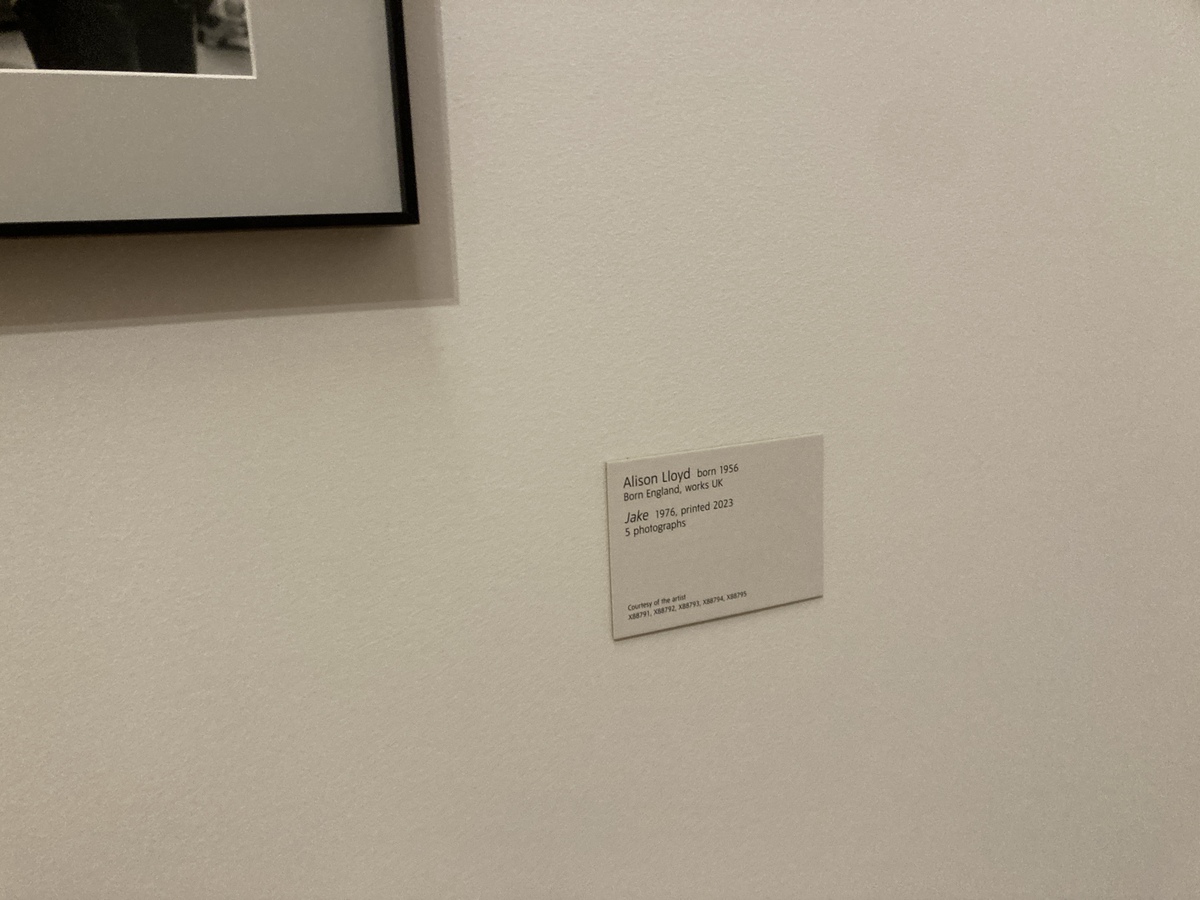 Alison Lloyd born 1956
Born England, works UK
Jake 1976, printed 2023
5 photographs
Courtesy of the artist
X88791, X88792, X88793, X88794, X88795